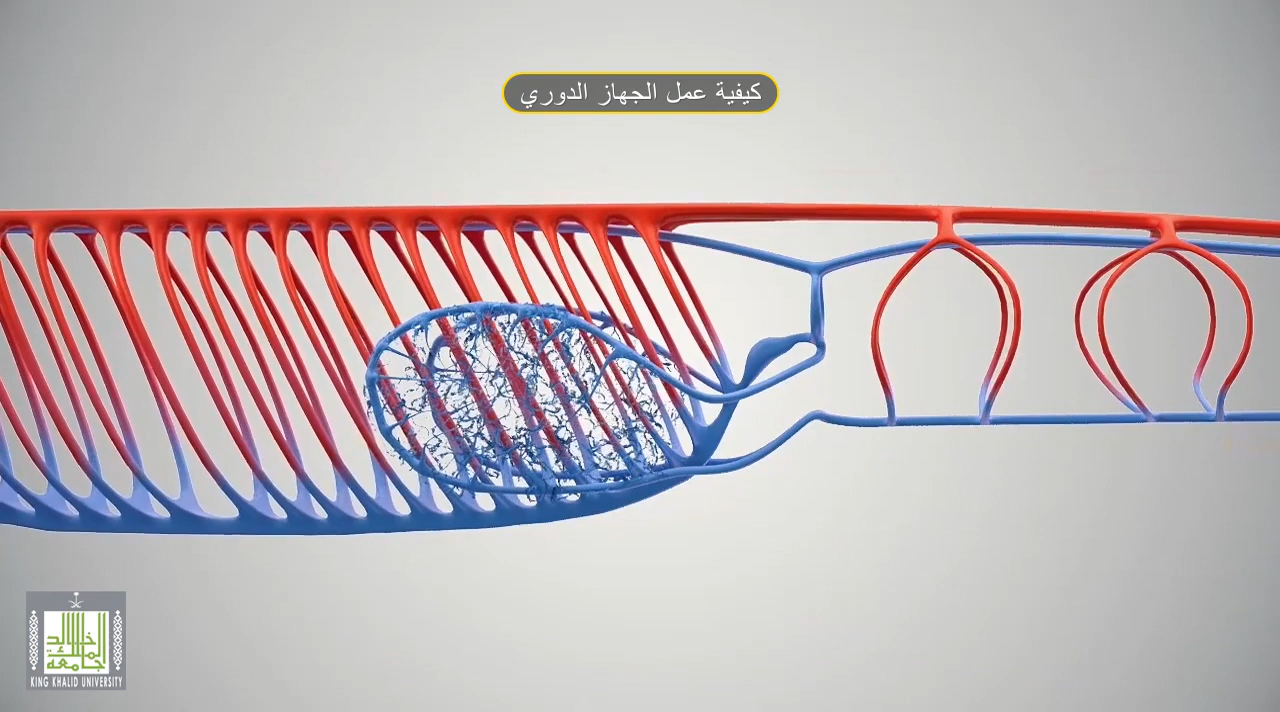 كيفية عمل الجهاز الدوري
جامعة الملك خالد
KING KHALID UNIVERSITY